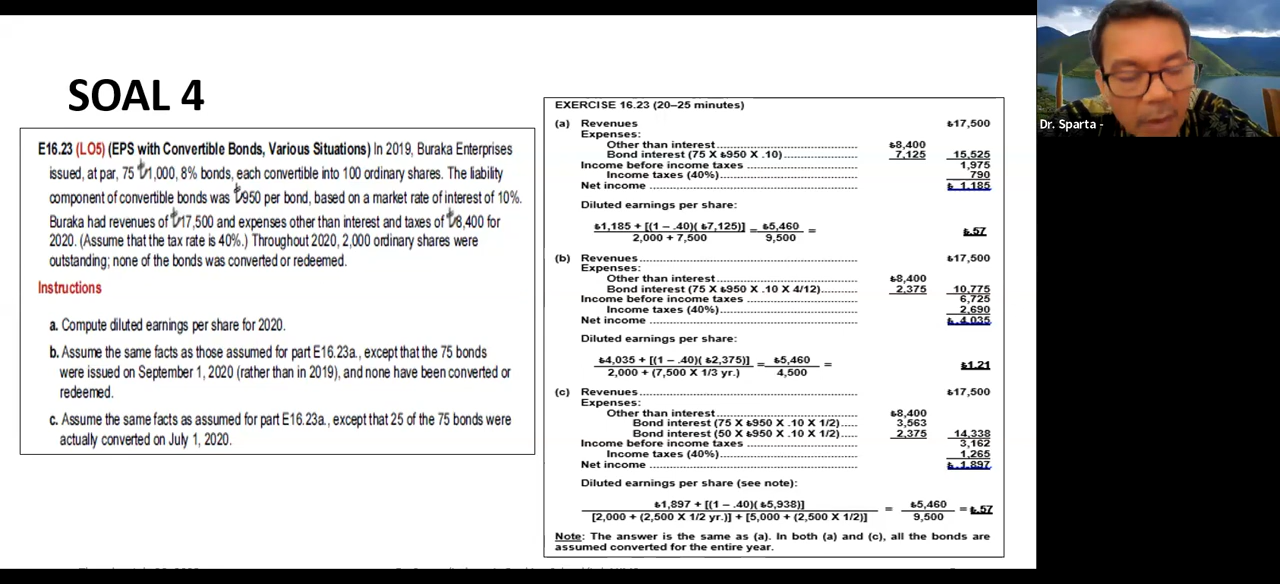 SOAL 4
E16.23 (LO5) (EPS with Convertible Bonds, Various Situations) In 2019, Buraka Enterprises
issued, at par, 75 ₺1,000, 8% bonds, each convertible into 100 ordinary shares. The liability
component of convertible bonds was ₺950 per bond, based on a market rate of interest of 10%.
Buraka had revenues of ₺17,500 and expenses other than interest and taxes of ₺8,400 for
2020. (Assume that the tax rate is 40%.) Throughout 2020, 2,000 ordinary shares were
outstanding; none of the bonds was converted or redeemed.
Instructions
a. Compute diluted earnings per share for 2020.
b. Assume the same facts as those assumed for part E16.23a., except that the 75 bonds
were issued on September 1, 2020 (rather than in 2019), and none have been converted or
redeemed.
c. Assume the same facts as assumed for part E16.23a., except that 25 of the 75 bonds were
actually converted on July 1, 2020.
EXERCISE 16.23 (20–25 minutes)
(a) Revenues ₺17,500
Expenses:
Other than interest ₺8,400
Bond interest (75 X ₺950 X .10) 7,125 15,525
Income before income taxes 1,975
Income taxes (40%) 790
Net income ₺ 1,185
Diluted earnings per share:
₺1,185 + [(1 – .40)( ₺7,125)] = ₺5,460 =
2,000 + 7,500 9,500
₺.57
(b) Revenues ₺17,500
Expenses:
Other than interest ₺8,400
Bond interest (75 X ₺950 X .10 X 4/12) 2,375 10,775
Income before income taxes 6,725
Income taxes (40%) 2,690
Net income ₺ 4,035
Diluted earnings per share:
₺4,035 + [(1 – .40)( ₺2,375)] = ₺5,460 =
2,000 + (7,500 X 1/3 yr.) 4,500
₺1.21
(c) Revenues ₺17,500
Expenses:
Other than interest ₺8,400
Bond interest (75 X ₺950 X .10 X 1/2) 3,563
Bond interest (50 X ₺950 X .10 X 1/2) 2,375 14,338
Income before income taxes 3,162
Income taxes (40%) 1,265
Net income ₺ 1,897
Diluted earnings per share (see note):
₺1,897 + [(1 – .40)( ₺5,938)] = ₺5,460 = ₺.57
[2,000 + (2,500 X 1/2 yr.)] + [5,000 + (2,500 X 1/2)] 9,500
Note: The answer is the same as (a). In both (a) and (c), all the bonds are
assumed converted for the entire year.
Dr. Sparta -